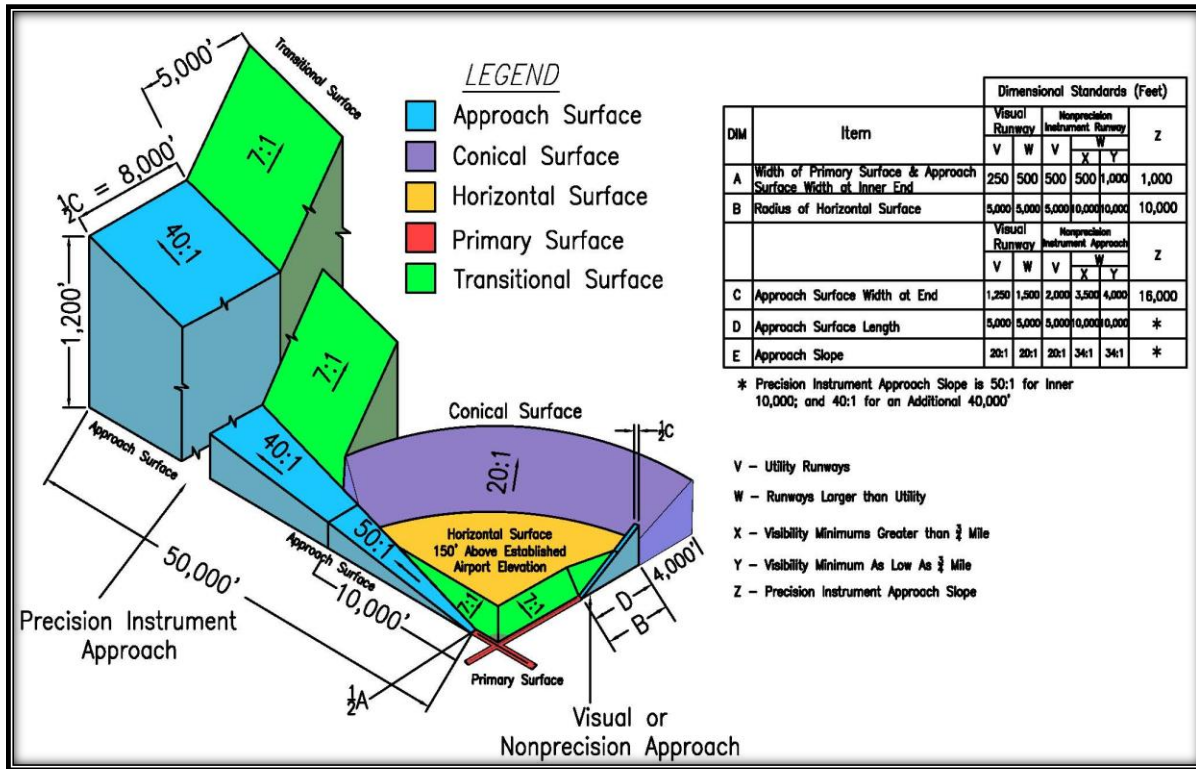 5,000'
Transitional Surface
7:1
½C = 8,000'
40:1
1,200'
Approach Surface
7:1
40:1
50:1
Approach Surface
50,000'
10,000'
Precision Instrument
Approach
½A
LEGEND
Approach Surface
Conical Surface
Horizontal Surface
Primary Surface
Transitional Surface
Conical Surface
20:1
½C
Horizontal Surface
150' Above Established
Airport Elevation
7:1
7:1
4,000'
D
B
Primary Surface
Visual or
Nonprecision Approach
Dimensional Standards (Feet)
DIM Item Visual Runway Nonprecision Instrument Runway Z
V W V W
X Y
A Width of Primary Surface & Approach Surface Width at Inner End 250 500 500 500 1,000 1,000
B Radius of Horizontal Surface 5,000 5,000 5,000 10,000 10,000 10,000
Visual Runway Nonprecision Instrument Approach Z
V W V W
X Y
C Approach Surface Width at End 1,250 1,500 2,000 3,500 4,000 16,000
D Approach Surface Length 5,000 5,000 5,000 10,000 10,000 *
E Approach Slope 20:1 20:1 20:1 34:1 34:1 *
* Precision Instrument Approach Slope is 50:1 for Inner
10,000; and 40:1 for an Additional 40,000'
V - Utility Runways
W - Runways Larger than Utility
X - Visibility Minimums Greater than ¾ Mile
Y - Visibility Minimum As Low As ¾ Mile
Z - Precision Instrument Approach Slope